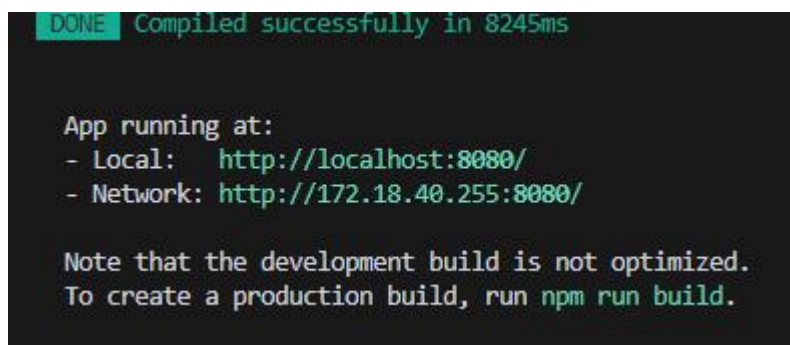 DONE Compiled successfully in 8245ms
App running at:
- Local: http://localhost:8080/
- Network: http://172.18.40.255:8080/
Note that the development build is not optimized.
To create a production build, run npm run build.